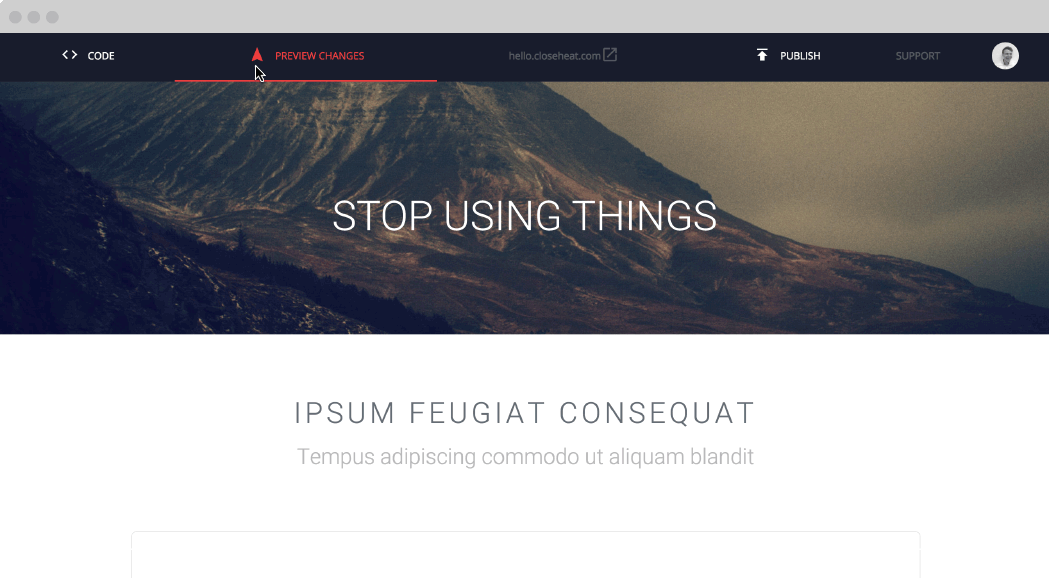 CODE
PREVIEW CHANGES
hello.closeheat.com
PUBLISH
SUPPORT
STOP USING THINGS
IPSUM FEUGIAT CONSEQUAT
Tempus adipiscing commodo ut aliquam blandit